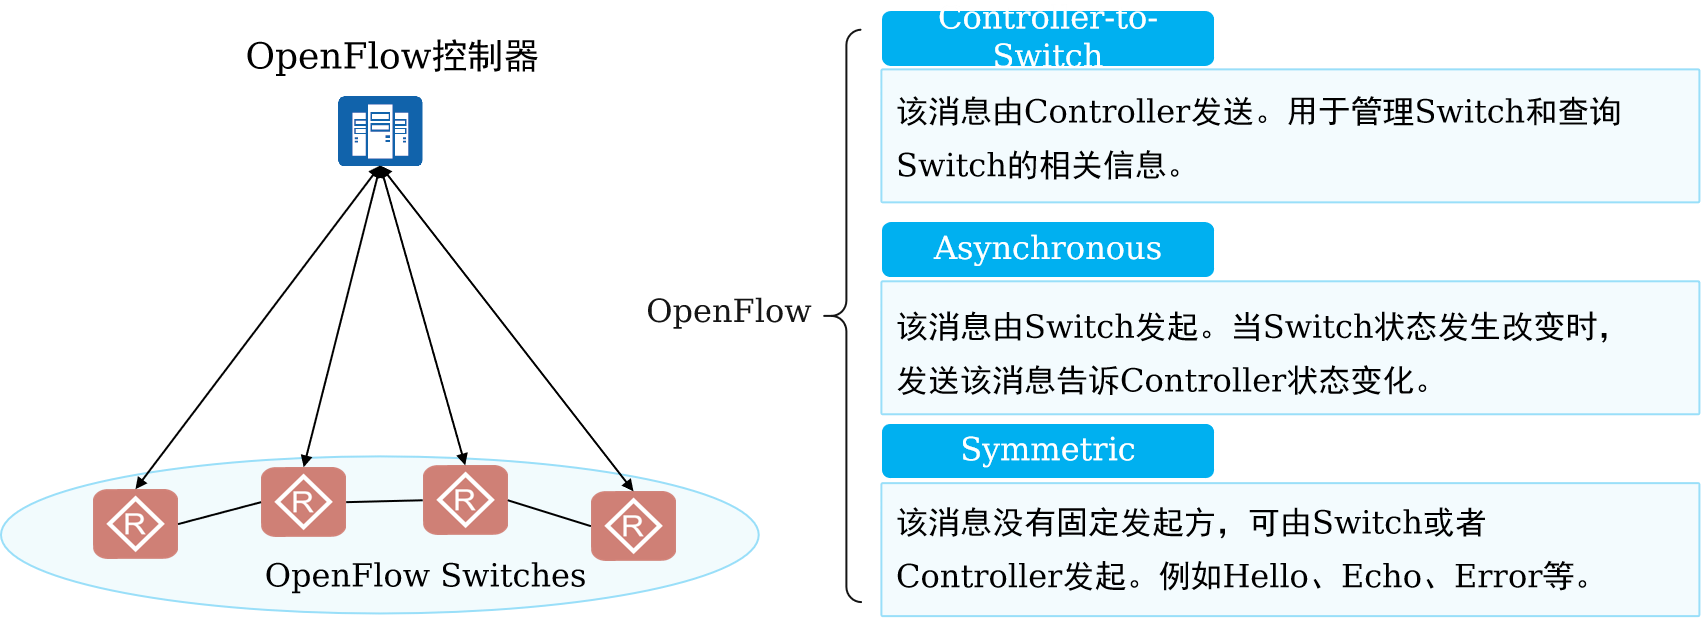 OpenFlow控制器
R
R
R
R
OpenFlow Switches
OpenFlow
Controller-to-
Switch
该消息由Controller发送。用于管理Switch和查询
Switch的相关信息。
Asynchronous
该消息由Switch发起。当Switch状态发生改变时，
发送该消息告诉Controller状态变化。
Symmetric
该消息没有固定发起方，可由Switch或者
Controller发起。例如Hello、Echo、Error等。